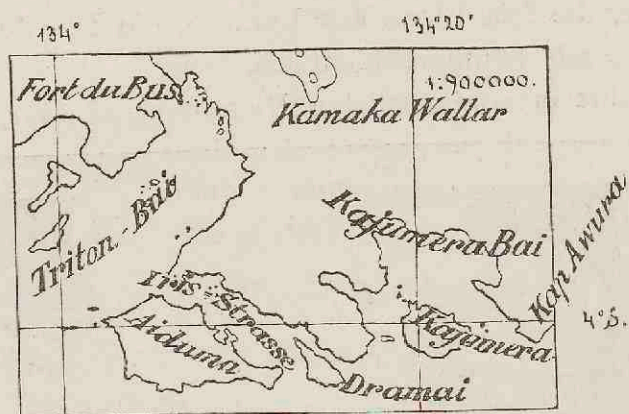 134° 134°20'
Fort du Bus
1:900000.
Kamaka Wallar
Triton-Bai
Kajumera Bai
Kap Awura
Iris-Strasse
4°S.
Aiduma
Kajumera
Dramai